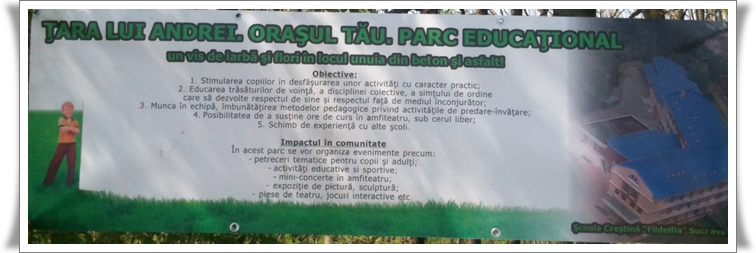 ŢARA LUI ANDREI. ORAŞUL TĂU. PARC EDUCAŢIONAL
un vis de iarbă şi flori în locul unuia din beton şi asfalt!
Obiective:
1. Stimularea copiilor în desfăşurarea unor activităţi cu caracter practic;
2. Educarea trăsăturilor de voinţă, a disciplinei colective, a simţului de ordine
care să dezvolte respectul de sine şi respectul faţă de mediul înconjurător;
3. Munca în echipă, îmbunătăţirea metodelor pedagogice privind activităţile de predare-învăţare;
4. Posibilitatea de a susţine ore de curs în amfiteatru, sub cerul liber;
5. Schimb de experienţă cu alte şcoli.
Impactul în comunitate
În acest parc se vor organiza evenimente precum:
- petreceri tematice pentru copii şi adulţi;
- activităţi educative şi sportive;
- mini-concerte în amfiteatru;
- expoziţie de pictură, sculptură;
- piese de teatru, jocuri interactive etc.
Şcoala Creştină "Filadelfia" Suceava